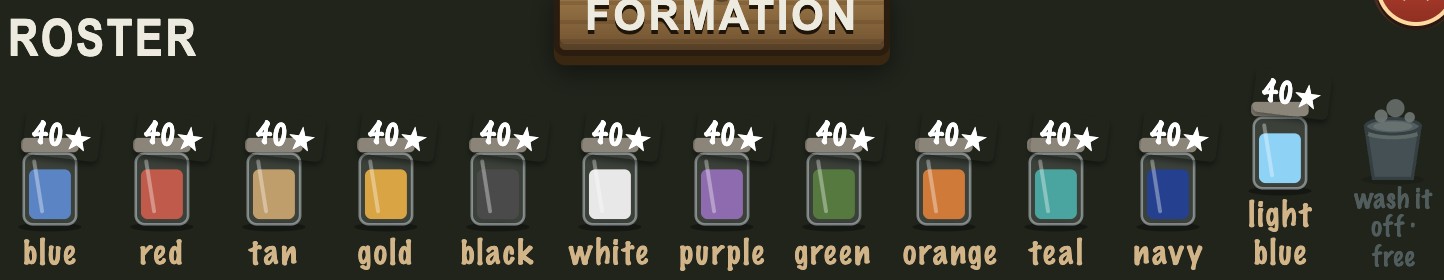 FORMATION
ROSTER
40★ 40★ 40★ 40★ 40★ 40★ 40★ 40★ 40★ 40★ 40★ 40★
blue red tan gold black white purple green orange teal navy light blue
wash it
off ·
free